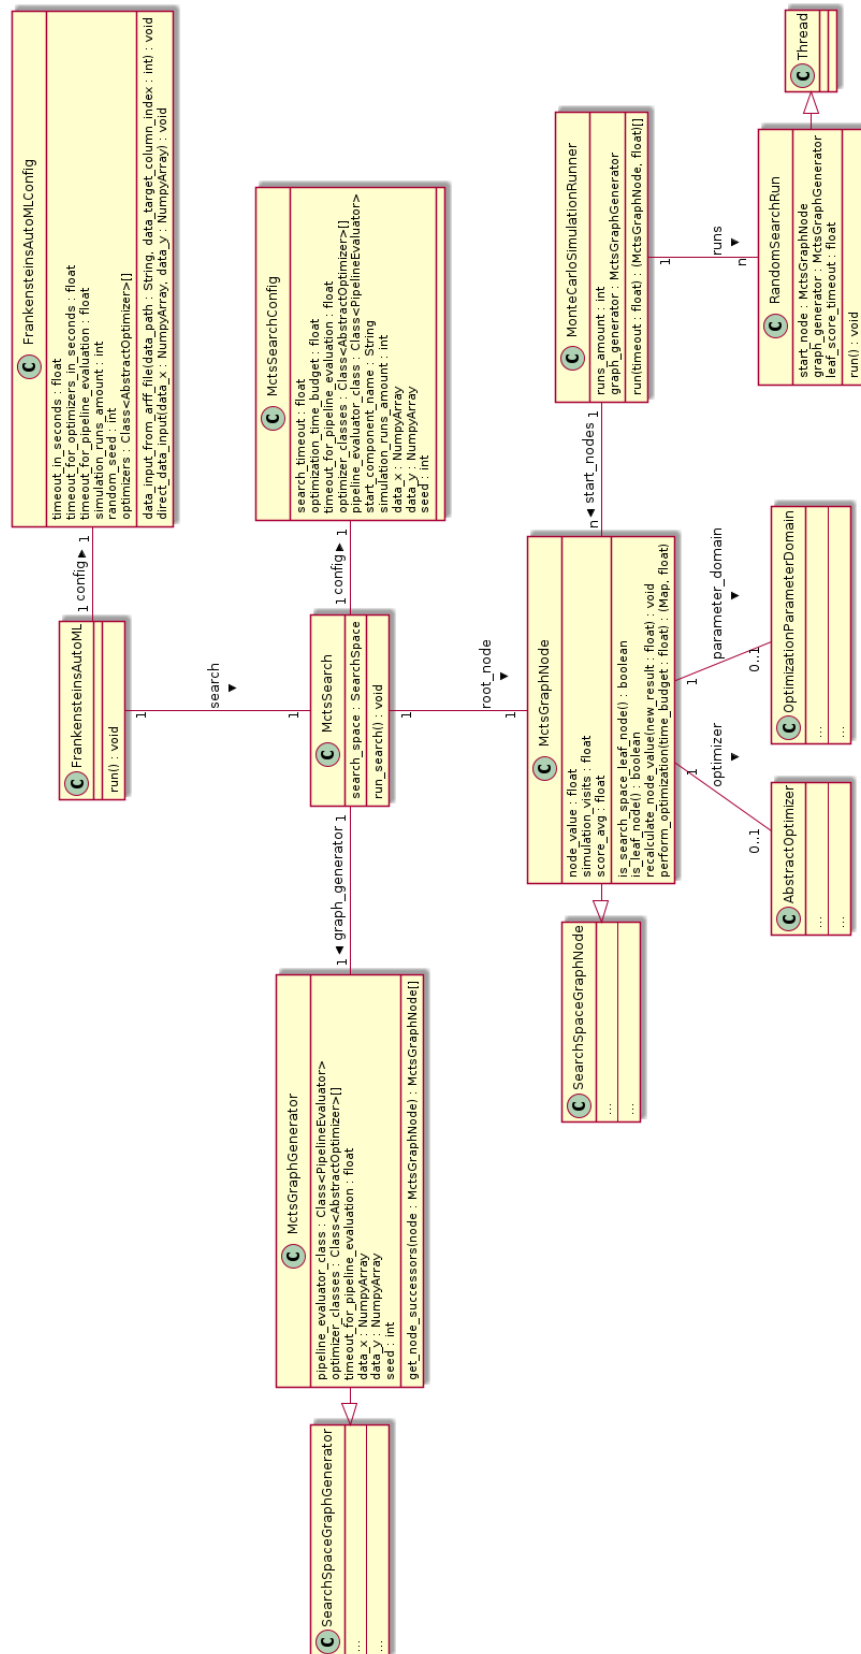 C FrankensteinsAutoMLConfig
timeout_in_seconds : float
timeout_for_optimizers_in_seconds : float
timeout_for_pipeline_evaluation : float
simulation_runs_amount : int
random_seed : int
optimizers : Class<AbstractOptimizer>[]
data_input_from_arff_file(data_path : String, data_target_column_index : int) : void
direct_data_input(data_x : NumpyArray, data_y : NumpyArray) : void
1 config► 1
C FrankensteinsAutoML
run() : void
1
search
▼
1
C MctsSearchConfig
search_timeout : float
optimization_time_budget : float
timeout_for_pipeline_evaluation : float
optimizer_classes : Class<AbstractOptimizer>[]
pipeline_evaluator_class : Class<PipelineEvaluator>
start_component_name : String
simulation_runs_amount : int
data_x : NumpyArray
data_y : NumpyArray
seed : int
1 config► 1
C MctsSearch
search_space : SearchSpace
run_search() : void
1 ◄ graph_generator 1
C MctsGraphGenerator
pipeline_evaluator_class : Class<PipelineEvaluator>
optimizer_classes : Class<AbstractOptimizer>[]
timeout_for_pipeline_evaluation : float
data_x : NumpyArray
data_y : NumpyArray
seed : int
get_node_successors(node : MctsGraphNode) : MctsGraphNode[]
C SearchSpaceGraphGenerator
...
...
1
root_node
▼
1
C MonteCarloSimulationRunner
runs_amount : int
graph_generator : MctsGraphGenerator
run(timeout : float) : (MctsGraphNode, float)[]
n ◄ start_nodes 1
C MctsGraphNode
node_value : float
simulation_visits : float
score_avg : float
is_search_space_leaf_node() : boolean
is_leaf_node() : boolean
recalculate_node_value(new_result : float) : void
perform_optimization(time_budget : float) : (Map, float)
C SearchSpaceGraphNode
...
...
1
runs
▼
n
C Thread
C RandomSearchRun
start_node : MctsGraphNode
graph_generator : MctsGraphGenerator
leaf_score_timeout : float
run() : void
1
parameter_domain
▼
0..1
C OptimizationParameterDomain
...
...
1
optimizer
▼
0..1
C AbstractOptimizer
...
...